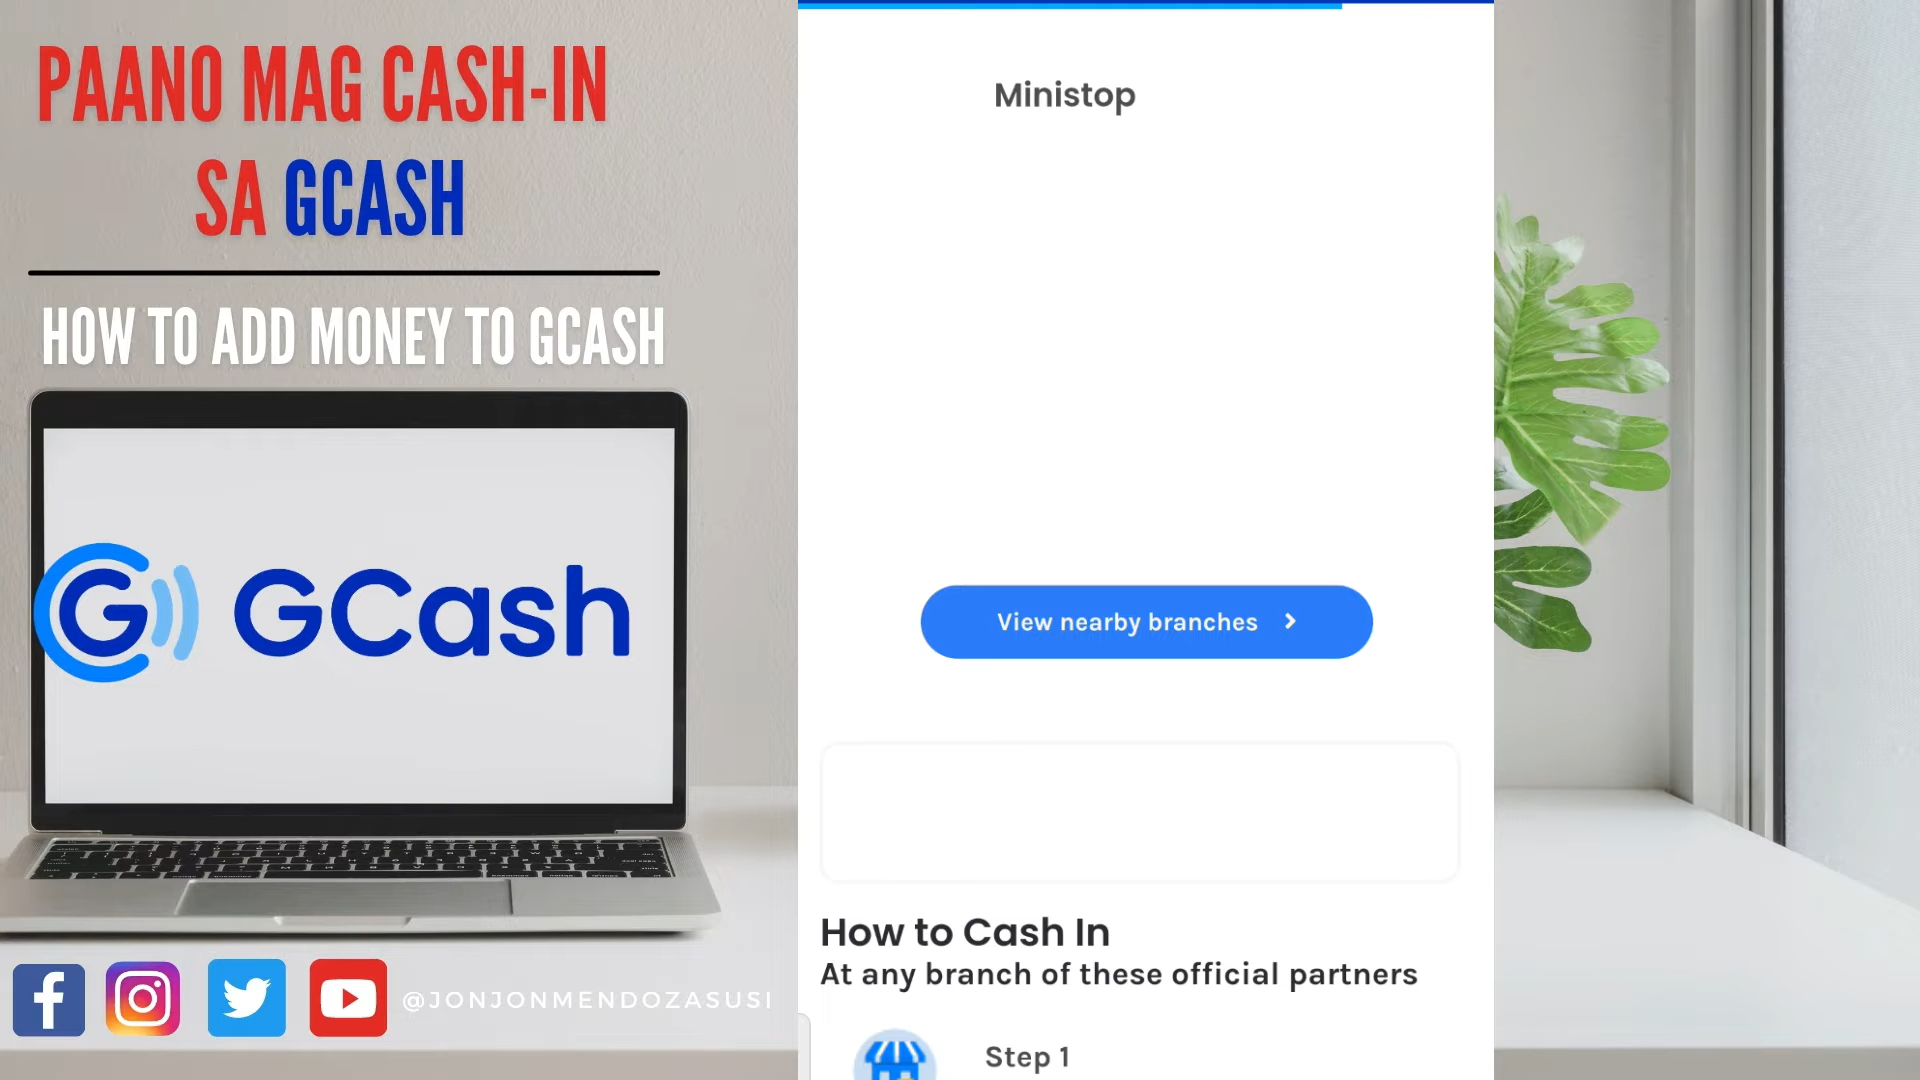 PAANO MAG CASH-IN
SA GCASH
HOW TO ADD MONEY TO GCASH
GCash
@JONJONMENDOZASUSI
Ministop
View nearby branches
How to Cash In
At any branch of these official partners
Step 1